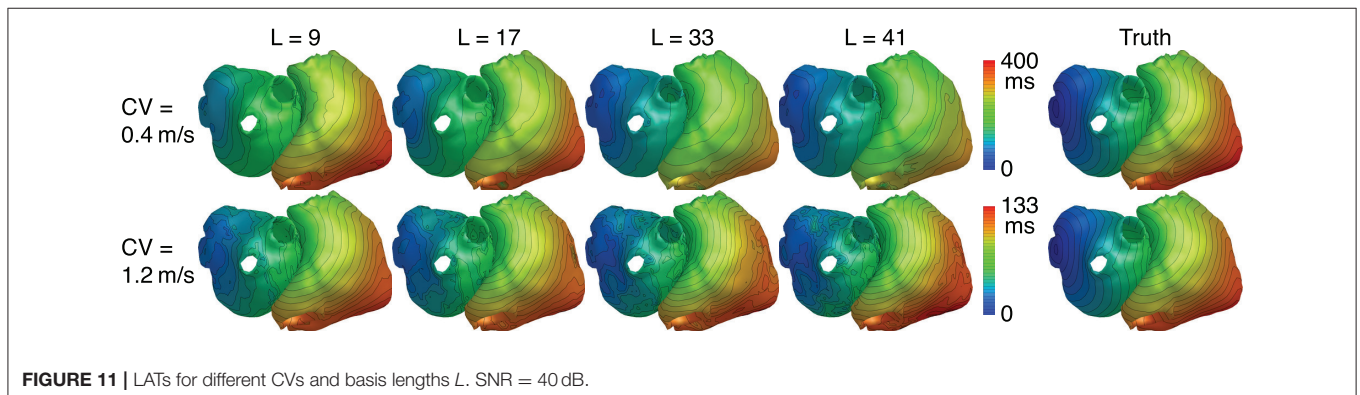 L = 9 L = 17 L = 33 L = 41 Truth
CV =
0.4 m/s
400
ms
0
CV =
1.2 m/s
133
ms
0
FIGURE 11 | LATs for different CVs and basis lengths L. SNR = 40 dB.